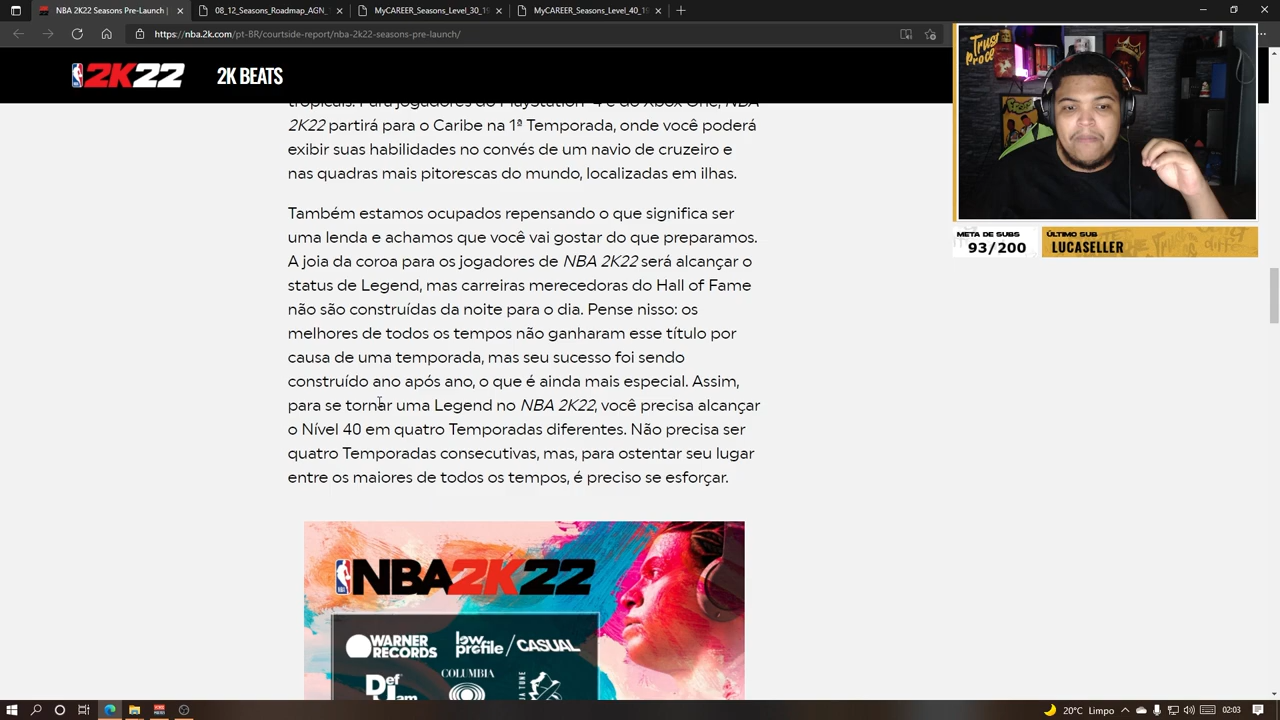 NBA 2K22 Seasons Pre-Launch
08_12_Seasons_Roadmap_AGN_
MyCAREER_Seasons_Level_30_19
MyCAREER_Seasons_Level_40_19
https://nba.2k.com/pt-BR/courtside-report/nba-2k22-seasons-pre-launch/
2K22
2K BEATS
tropicais. Para jogadores do PlayStation 4 e do Xbox One, NBA
2K22 partirá para o Caribe na 1ª Temporada, onde você poderá
exibir suas habilidades no convés de um navio de cruzeiro e
nas quadras mais pitorescas do mundo, localizadas em ilhas.
Também estamos ocupados repensando o que significa ser
uma lenda e achamos que você vai gostar do que preparamos.
A joia da coroa para os jogadores de NBA 2K22 será alcançar o
status de Legend, mas carreiras merecedoras do Hall of Fame
não são construídas da noite para o dia. Pense nisso: os
melhores de todos os tempos não ganharam esse título por
causa de uma temporada, mas seu sucesso foi sendo
construído ano após ano, o que é ainda mais especial. Assim,
para se tornar uma Legend no NBA 2K22, você precisa alcançar
o Nível 40 em quatro Temporadas diferentes. Não precisa ser
quatro Temporadas consecutivas, mas, para ostentar seu lugar
entre os maiores de todos os tempos, é preciso se esforçar.
NBA2K22
WARNER
RECORDS
low
profile / CASUAL
Def
Jam
COLUMBIA
Trust
Process
META DE SUBS
93/200
ÚLTIMO SUB
LUCASELLER
20°C Limpo
02:03